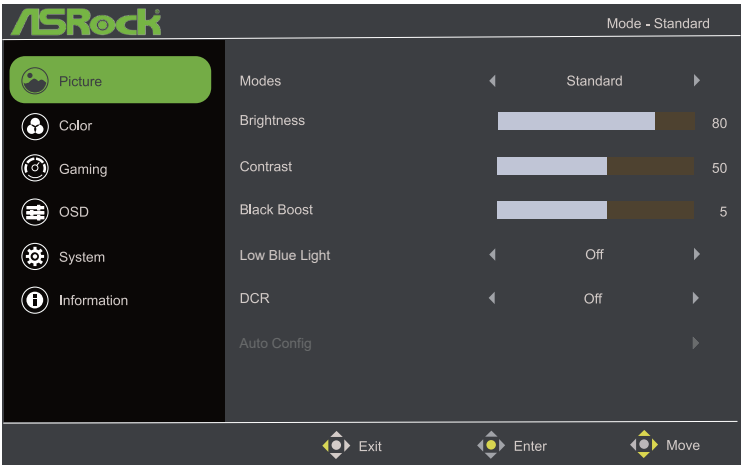 ASRock
Mode - Standard
Picture
Color
Gaming
OSD
System
Information
Modes Standard
Brightness 80
Contrast 50
Black Boost 5
Low Blue Light Off
DCR Off
Auto Config
Exit Enter Move